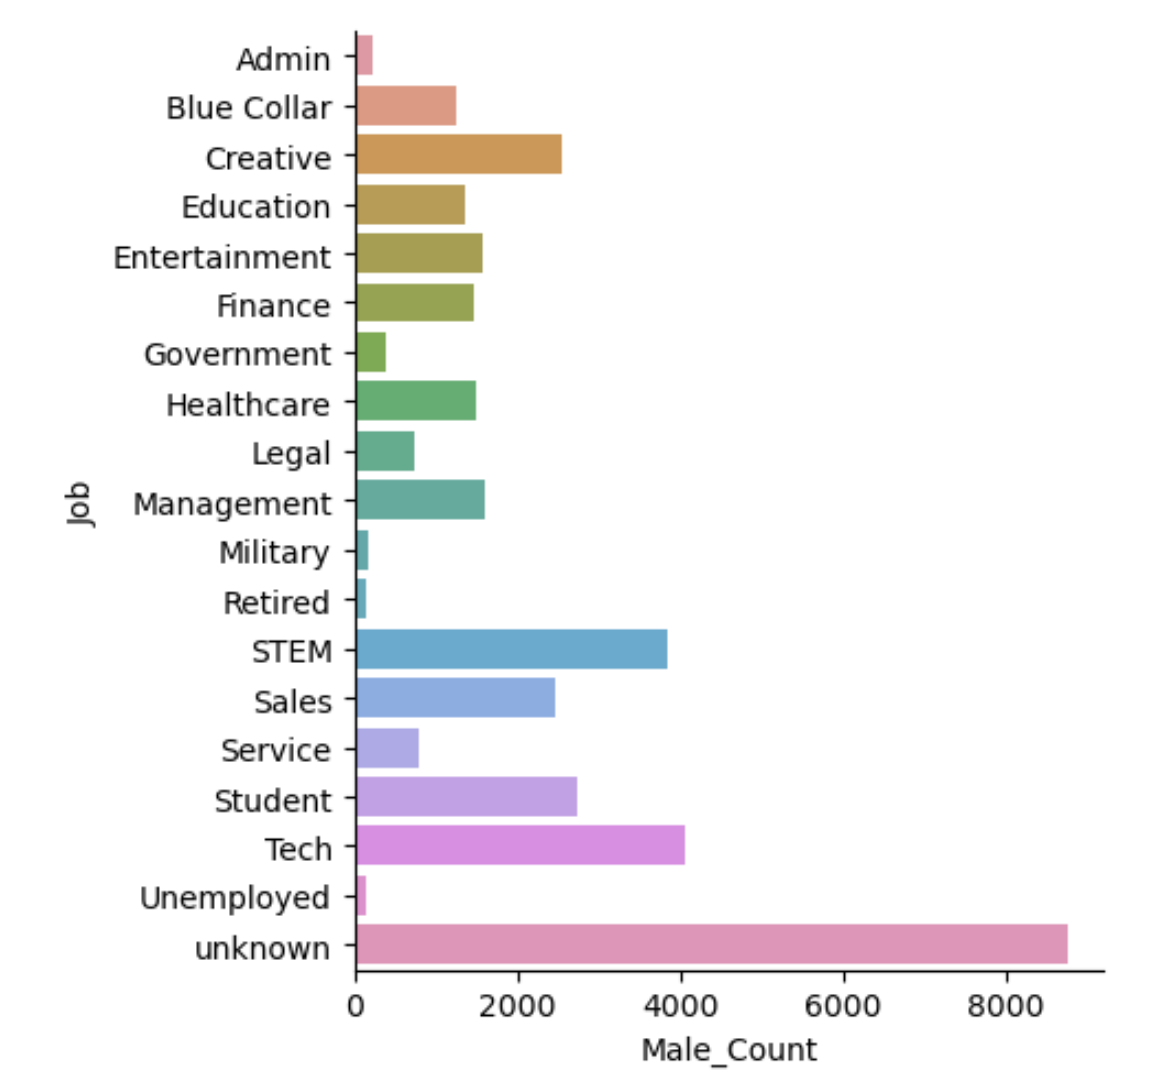 Admin
Blue Collar
Creative
Education
Entertainment
Finance
Government
Healthcare
Legal
Job
Management
Military
Retired
STEM
Sales
Service
Student
Tech
Unemployed
unknown
0 2000 4000 6000 8000
Male_Count